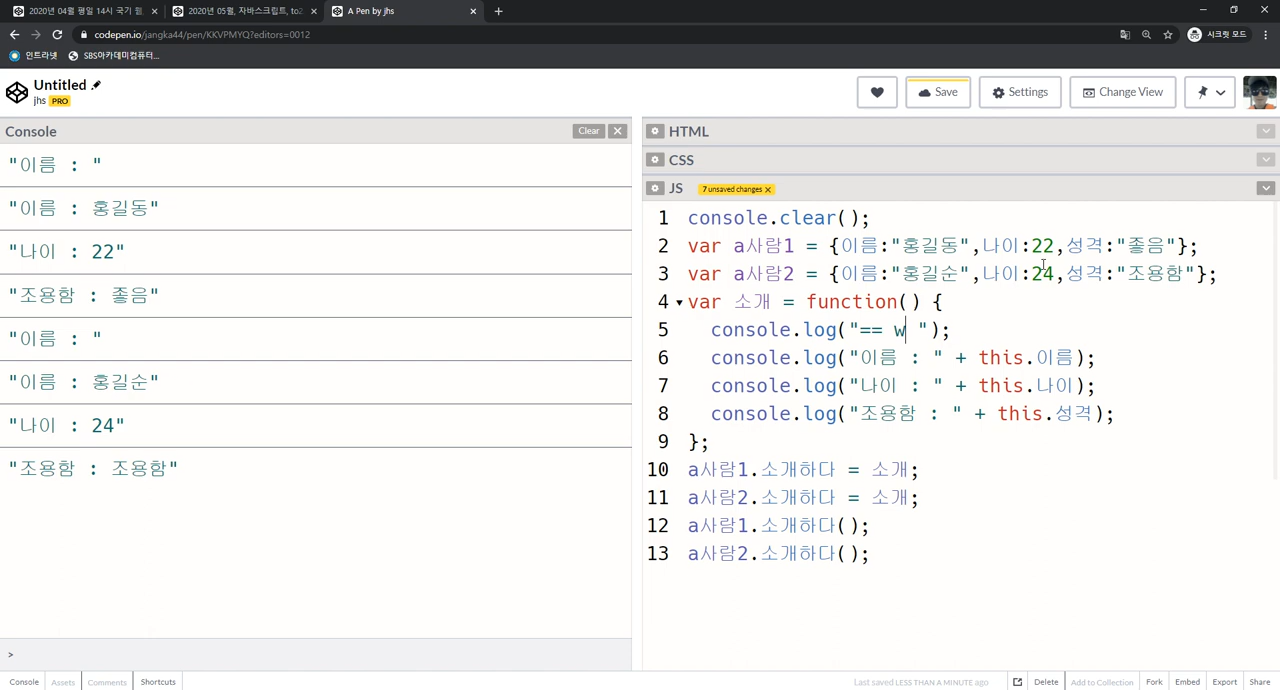 2020년 04월 평일 14시 국기 웹,
2020년 05월, 자바스크립트, to2
A Pen by jhs
codepen.io/jangka44/pen/KKVPMYQ?editors=0012
시크릿 모드
인트라넷
SBS아카데미컴퓨터...
Untitled
jhs PRO
Save
Settings
Change View
Console
Clear
"이름 : "
"이름 : 홍길동"
"나이 : 22"
"조용함 : 좋음"
"이름 : "
"이름 : 홍길순"
"나이 : 24"
"조용함 : 조용함"
>
HTML
CSS
JS 7 unsaved changes x
1 console.clear();
2 var a사람1 = {이름:"홍길동",나이:22,성격:"좋음"};
3 var a사람2 = {이름:"홍길순",나이:24,성격:"조용함"};
4 var 소개 = function() {
5 console.log("== w ");
6 console.log("이름 : " + this.이름);
7 console.log("나이 : " + this.나이);
8 console.log("조용함 : " + this.성격);
9 };
10 a사람1.소개하다 = 소개;
11 a사람2.소개하다 = 소개;
12 a사람1.소개하다();
13 a사람2.소개하다();
Console Assets Comments Shortcuts
Last saved LESS THAN A MINUTE ago
Delete Add to Collection Fork Embed Export Share